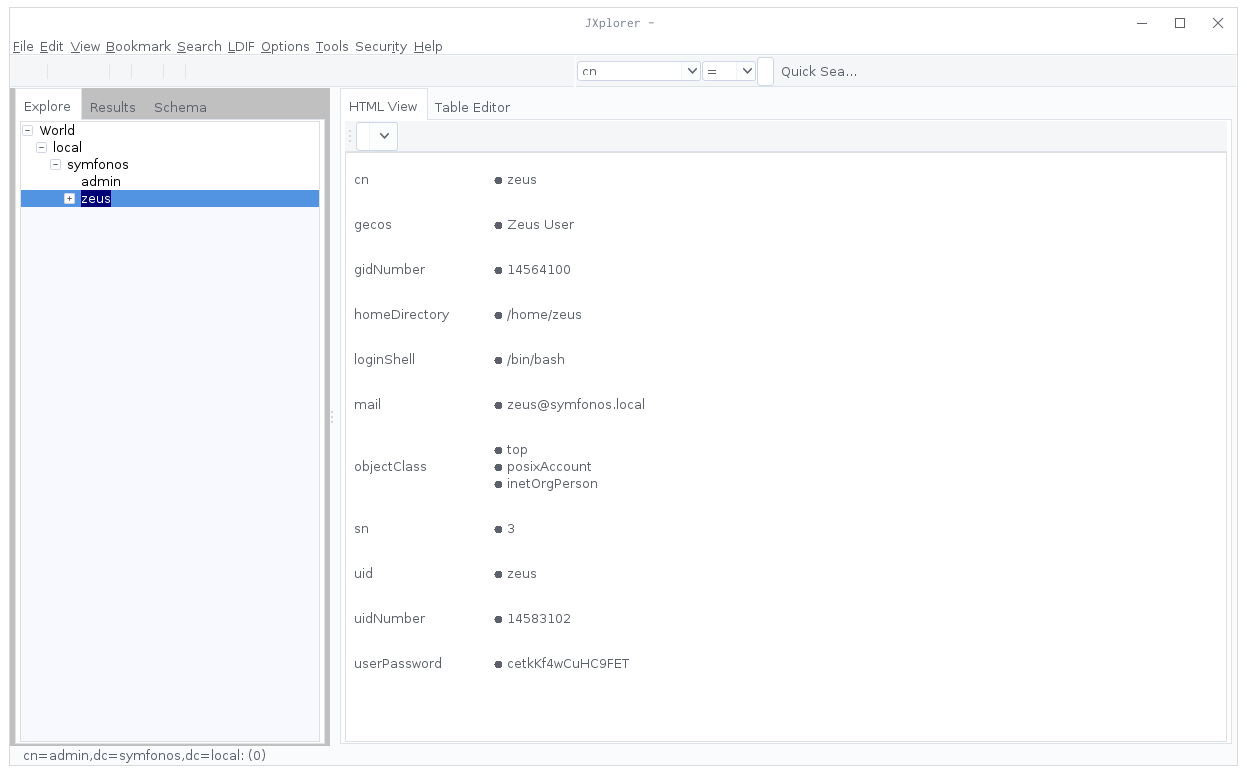 JXplorer –
File Edit View Bookmark Search LDIF Options Tools Security Help
cn = Quick Sea...
Explore Results Schema
World
local
symfonos
admin
zeus
HTML View Table Editor
cn zeus
gecos Zeus User
gidNumber 14564100
homeDirectory /home/zeus
loginShell /bin/bash
mail zeus@symfonos.local
objectClass top
posixAccount
inetOrgPerson
sn 3
uid zeus
uidNumber 14583102
userPassword cetkKf4wCuHC9FET
cn=admin,dc=symfonos,dc=local: (0)